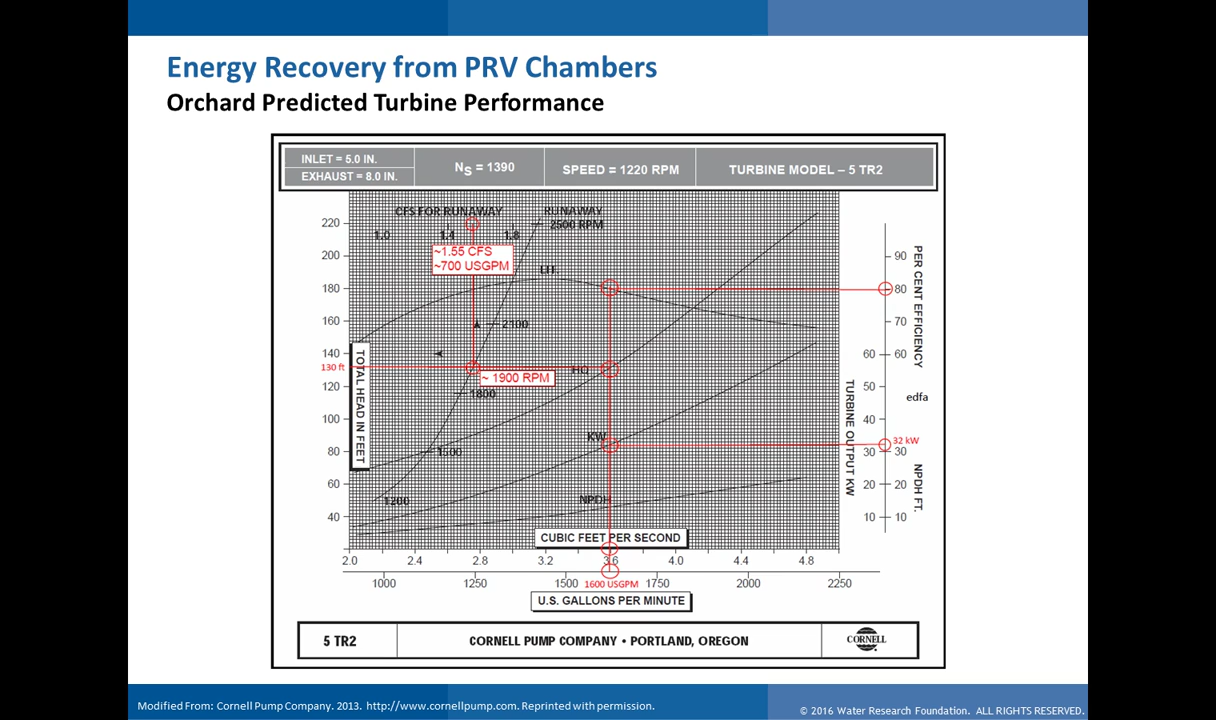 Energy Recovery from PRV Chambers
Orchard Predicted Turbine Performance
INLET = 5.0 IN.
EXHAUST = 8.0 IN.
NS = 1390
SPEED = 1220 RPM
TURBINE MODEL – 5 TR2
CFS FOR RUNAWAY
RUNAWAY
2500 RPM
1.0 1.4 1.8
~1.55 CFS
~700 USGPM
2100
~ 1900 RPM
1800
1500
1200
HQ
KW
NPDH
220
200
180
160
140
130 ft
120
100
80
60
40
TOTAL HEAD IN FEET
90
80
70
60
PER CENT EFFICIENCY
60
50
40
30
20
10
TURBINE OUTPUT KW
edfa
32 kW
30
20
10
NPDH FT.
CUBIC FEET PER SECOND
2.0 2.4 2.8 3.2 3.6 4.0 4.4 4.8
1000 1250 1500 1600 USGPM 1750 2000 2250
U.S. GALLONS PER MINUTE
5 TR2
CORNELL PUMP COMPANY • PORTLAND, OREGON
CORNELL
Modified From: Cornell Pump Company. 2013. http://www.cornellpump.com. Reprinted with permission.
© 2016 Water Research Foundation. ALL RIGHTS RESERVED.